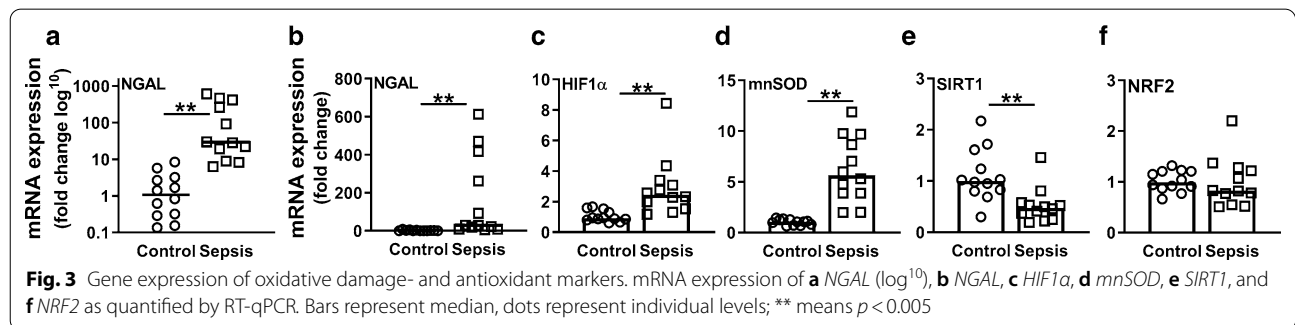 a b c d e f
mRNA expression
(fold change log¹⁰)
NGAL
1000
100
10
1
0.1
**
Control Sepsis
mRNA expression
(fold change)
NGAL
800
600
400
200
0
**
Control Sepsis
HIF1α
10
8
6
4
2
0
**
Control Sepsis
mnSOD
15
10
5
0
**
Control Sepsis
SIRT1
3
2
1
0
**
Control Sepsis
NRF2
3
2
1
0
Control Sepsis
Fig. 3 Gene expression of oxidative damage- and antioxidant markers. mRNA expression of a NGAL (log¹⁰), b NGAL, c HIF1α, d mnSOD, e SIRT1, and
f NRF2 as quantified by RT-qPCR. Bars represent median, dots represent individual levels; ** means p < 0.005